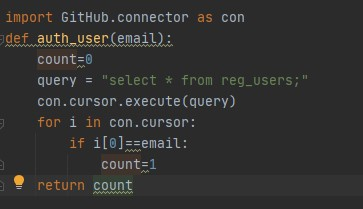 import GitHub.connector as con
def auth_user(email):
    count=0
    query = "select * from reg_users;"
    con.cursor.execute(query)
    for i in con.cursor:
        if i[0]==email:
            count=1
    return count